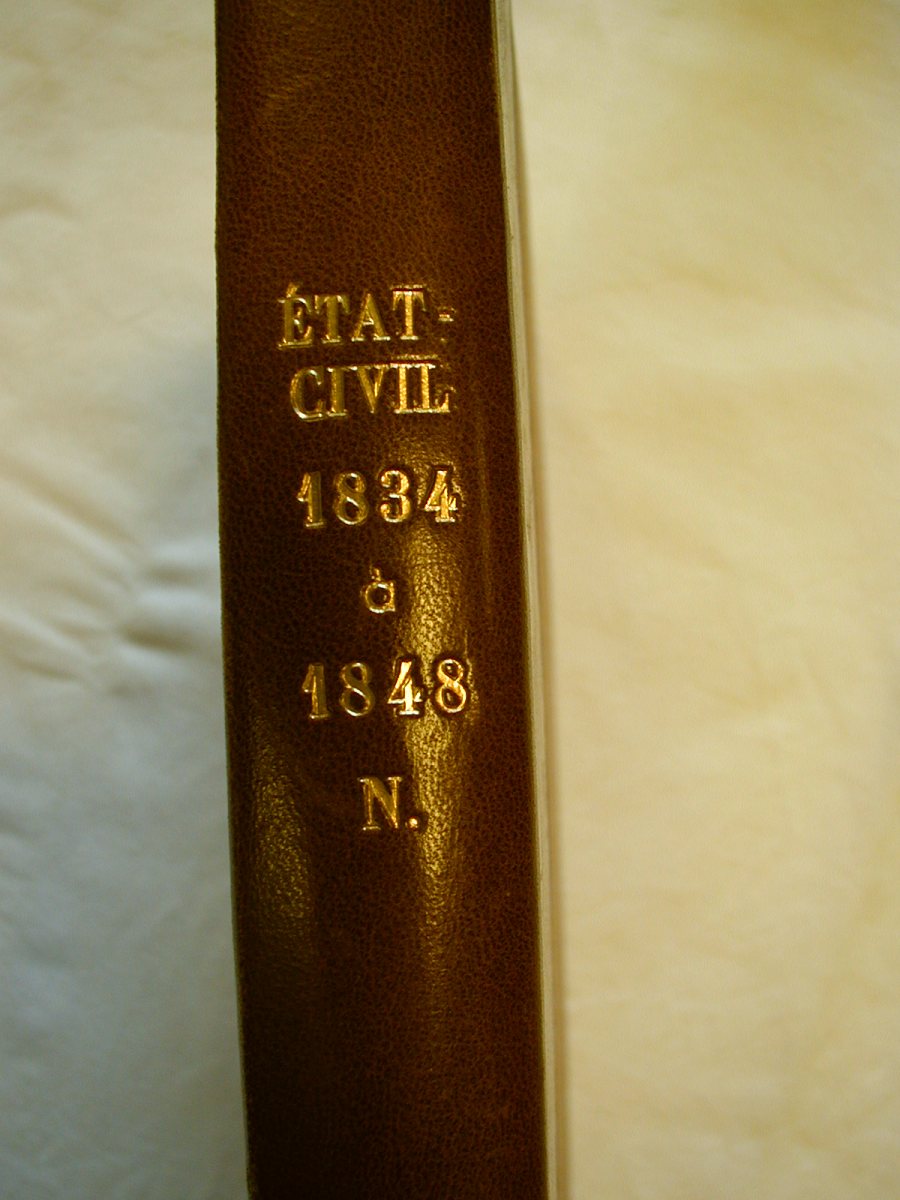 ÉTAT-
CIVIL
1834
à
1848
N.